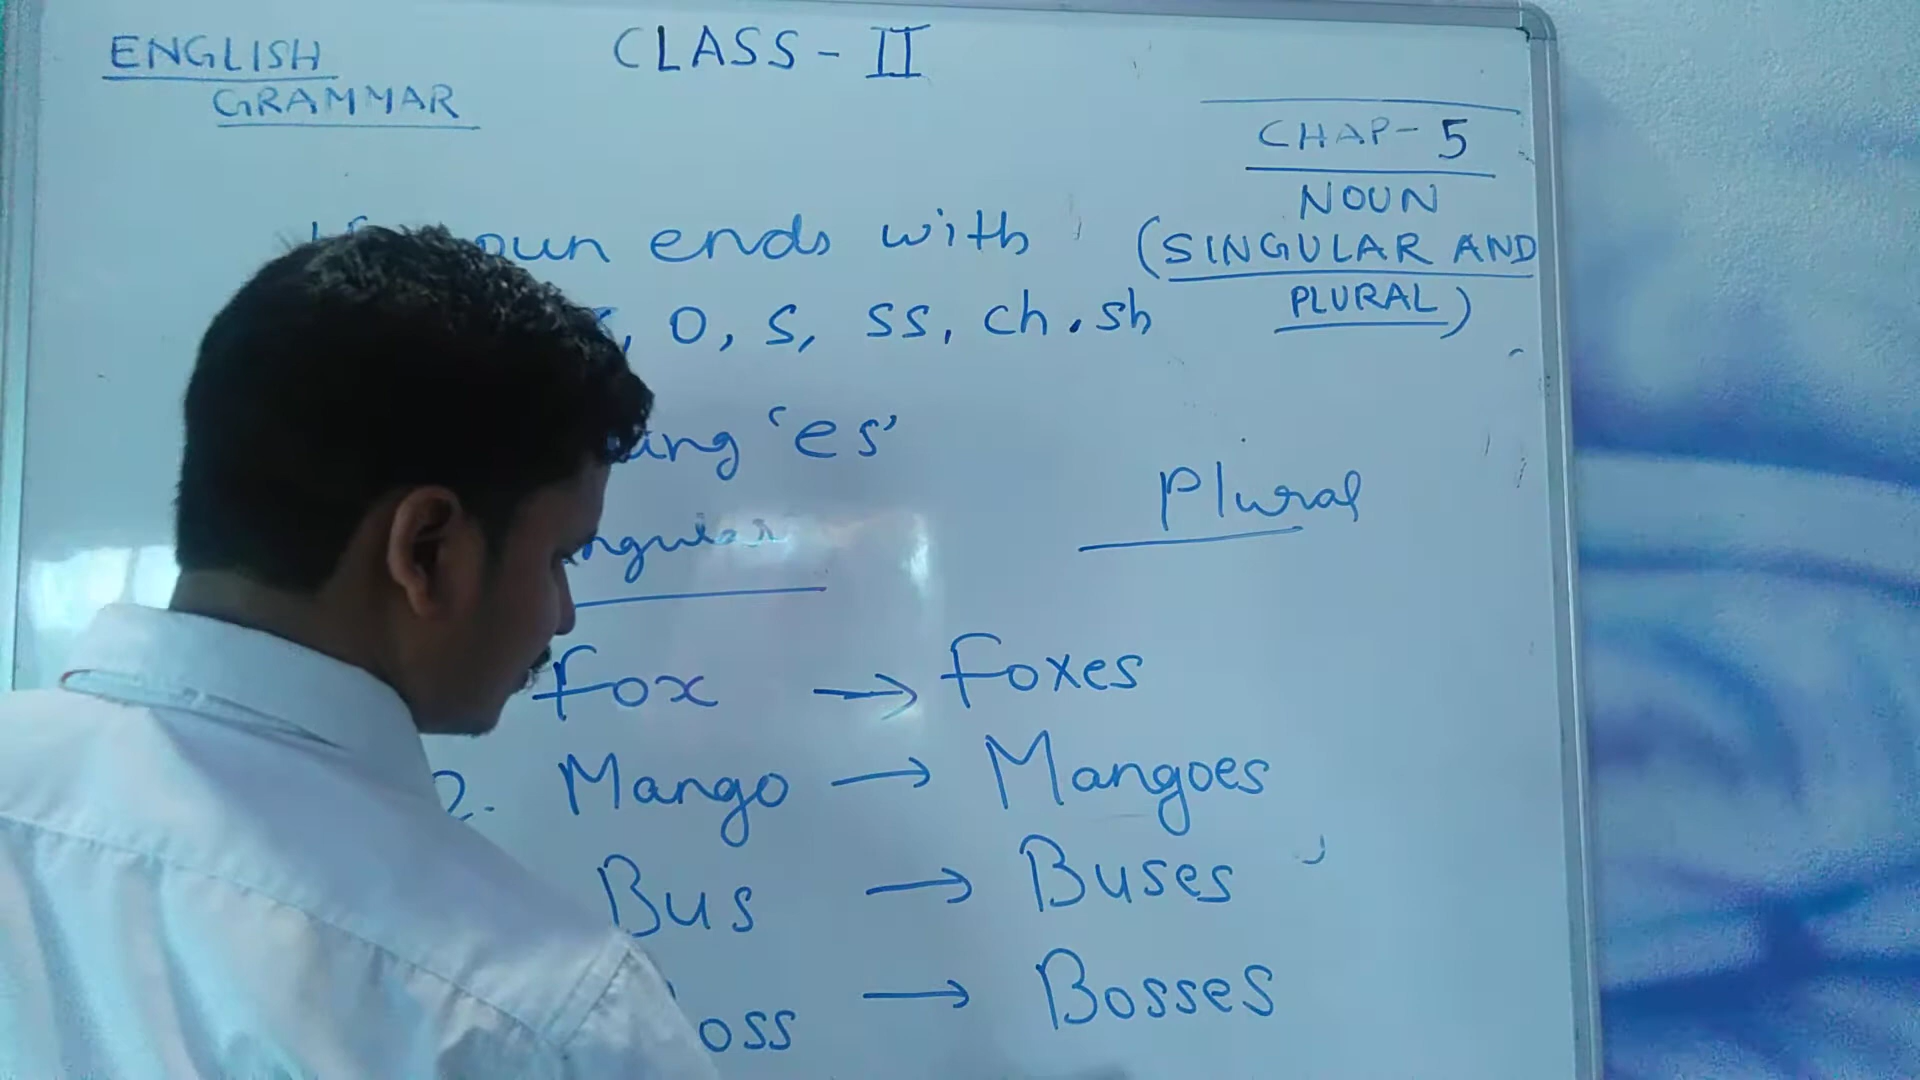 ENGLISH
GRAMMAR
CLASS - II
CHAP - 5
NOUN
(SINGULAR AND
PLURAL)
ends with
, O, S, SS, ch, sh
'es'
Plural
Fox → Foxes
2. Mango → Mangoes
Bus → Buses
→ Bosses